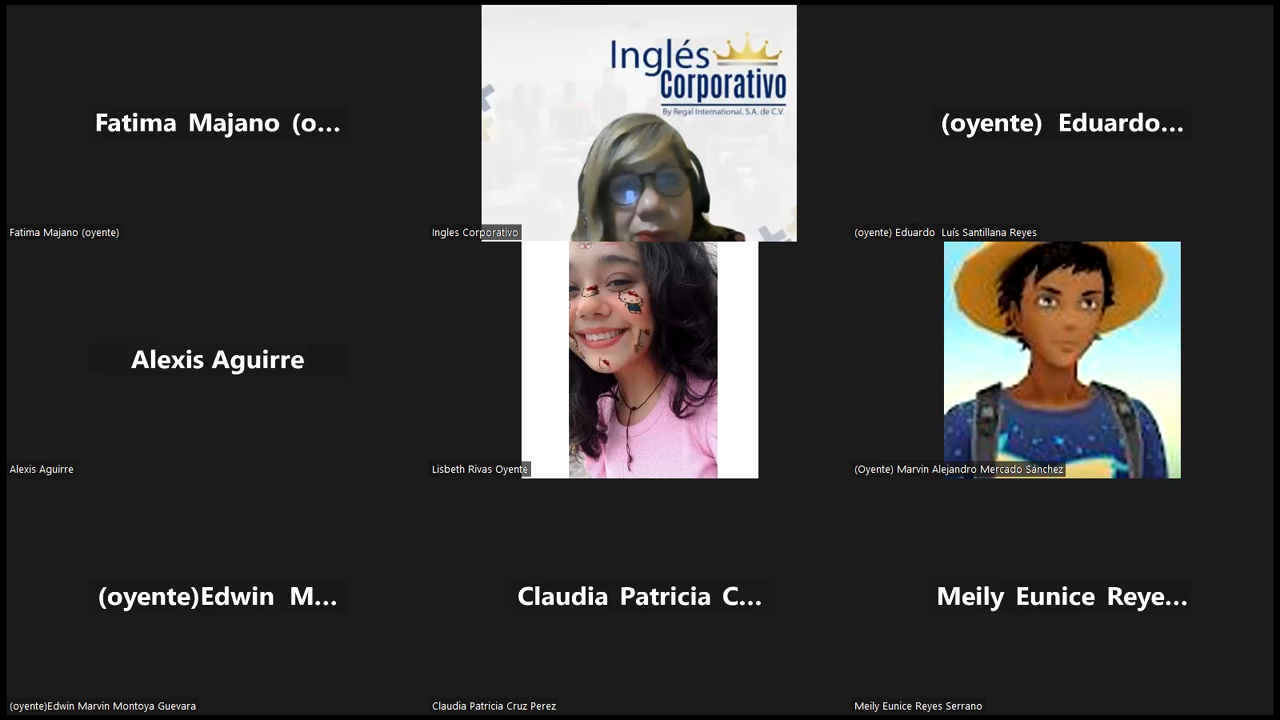 Fatima Majano (o...
Inglés
Corporativo
By Regal International, S.A. de C.V.
(oyente) Eduardo...
Fatima Majano (oyente)
Ingles Corporativo
(oyente) Eduardo Luís Santillana Reyes
Alexis Aguirre
Alexis Aguirre
Lisbeth Rivas Oyente
(Oyente) Marvin Alejandro Mercado Sánchez
(oyente)Edwin M...
Claudia Patricia C...
Meily Eunice Reye...
(oyente)Edwin Marvin Montoya Guevara
Claudia Patricia Cruz Perez
Meily Eunice Reyes Serrano